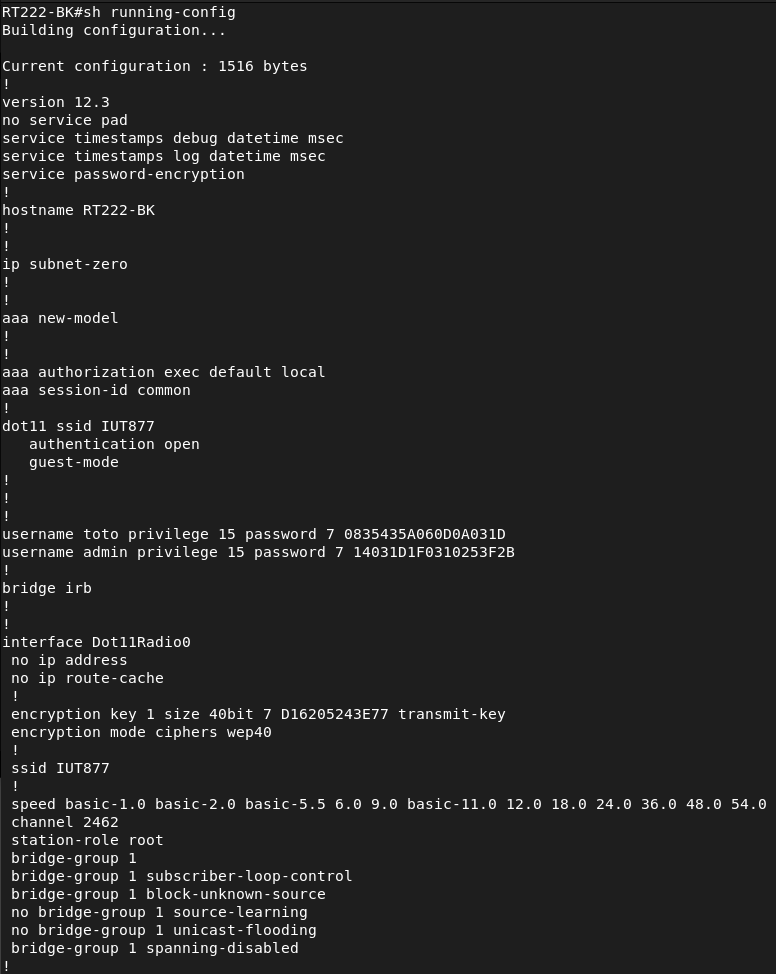 RT222-BK#sh running-config
Building configuration...
Current configuration : 1516 bytes
!
version 12.3
no service pad
service timestamps debug datetime msec
service timestamps log datetime msec
service password-encryption
!
hostname RT222-BK
!
!
ip subnet-zero
!
!
aaa new-model
!
!
aaa authorization exec default local
aaa session-id common
!
dot11 ssid IUT877
   authentication open
   guest-mode
!
!
!
username toto privilege 15 password 7 0835435A060D0A031D
username admin privilege 15 password 7 14031D1F0310253F2B
!
bridge irb
!
!
interface Dot11Radio0
 no ip address
 no ip route-cache
 !
 encryption key 1 size 40bit 7 D16205243E77 transmit-key
 encryption mode ciphers wep40
 !
 ssid IUT877
 !
 speed basic-1.0 basic-2.0 basic-5.5 6.0 9.0 basic-11.0 12.0 18.0 24.0 36.0 48.0 54.0
 channel 2462
 station-role root
 bridge-group 1
 bridge-group 1 subscriber-loop-control
 bridge-group 1 block-unknown-source
 no bridge-group 1 source-learning
 no bridge-group 1 unicast-flooding
 bridge-group 1 spanning-disabled
!